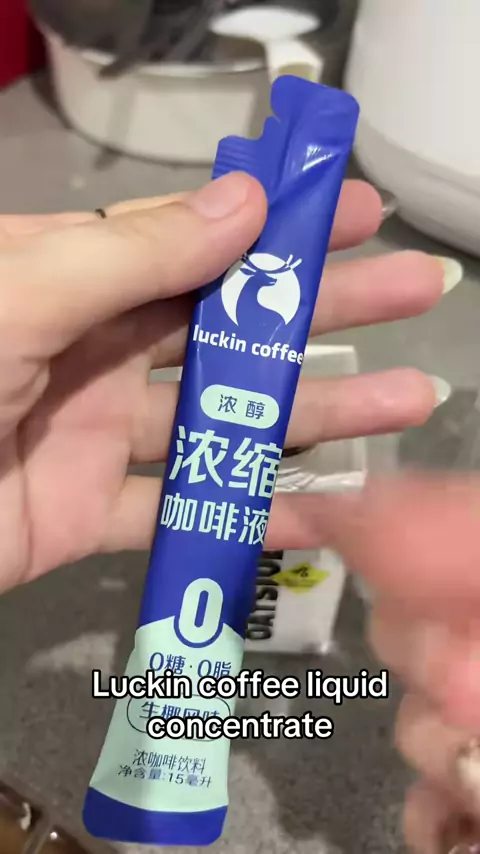 luckin coffee
浓醇
浓缩
咖啡液
0
0糖·0脂
生椰风味
浓咖啡饮料
净含量:15毫升
OATSIDE
Luckin coffee liquid
concentrate